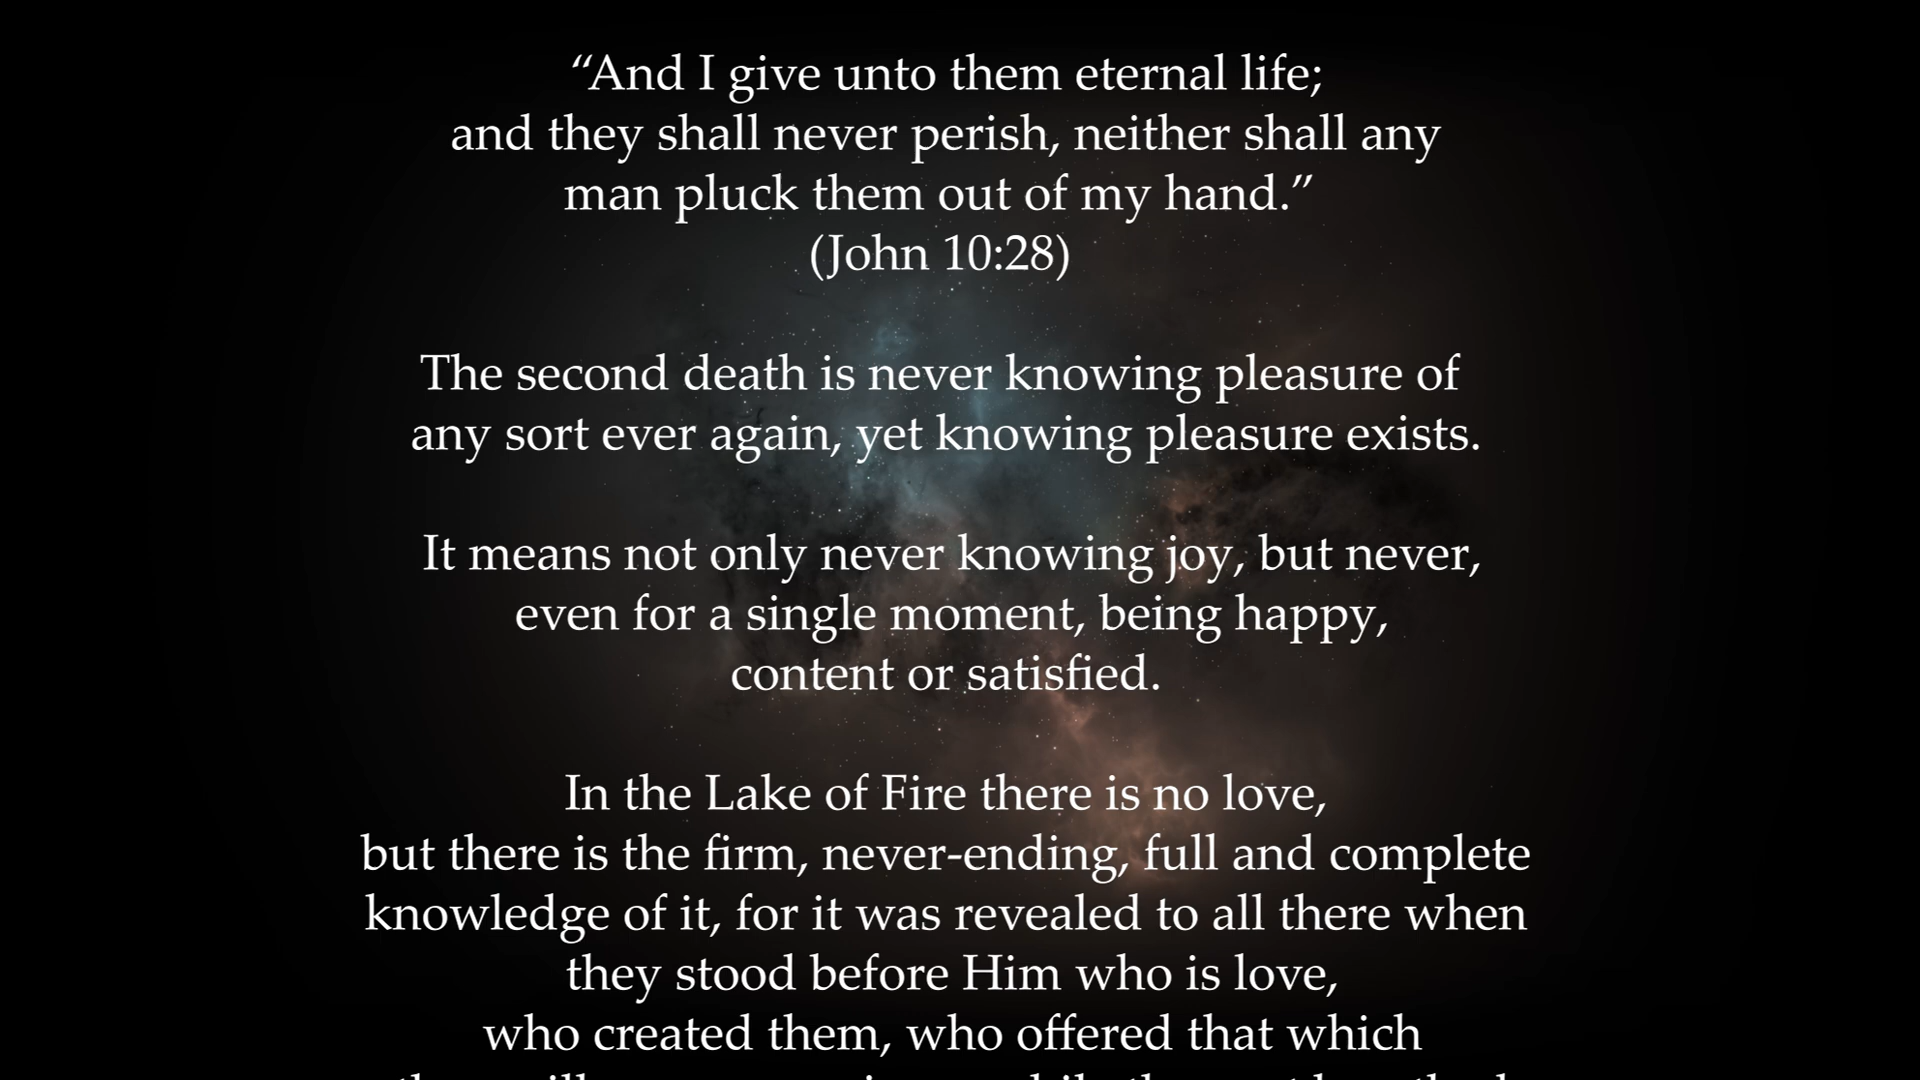 “And I give unto them eternal life;
and they shall never perish, neither shall any
man pluck them out of my hand.”
(John 10:28)
The second death is never knowing pleasure of
any sort ever again, yet knowing pleasure exists.
It means not only never knowing joy, but never,
even for a single moment, being happy,
content or satisfied.
In the Lake of Fire there is no love,
but there is the firm, never-ending, full and complete
knowledge of it, for it was revealed to all there when
they stood before Him who is love,
who created them, who offered that which